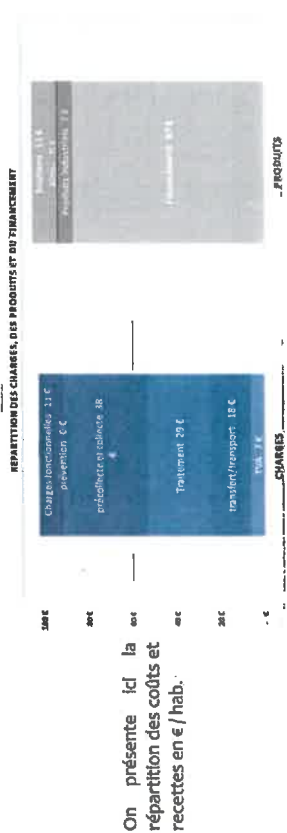 REPARTITION DES CHARGES, DES PRODUITS ET DU FINANCEMENT
On présente ici la
répartition des coûts et
recettes en € / hab.
100 €
80 €
60 €
40 €
20 €
- €
Charges fonctionnelles 11 €
prévention 0 €
précollecte et collecte 38
€
Traitement 29 €
transfert/transport 18 €
TVA
CHARGES
Produits industriels
PRODUITS